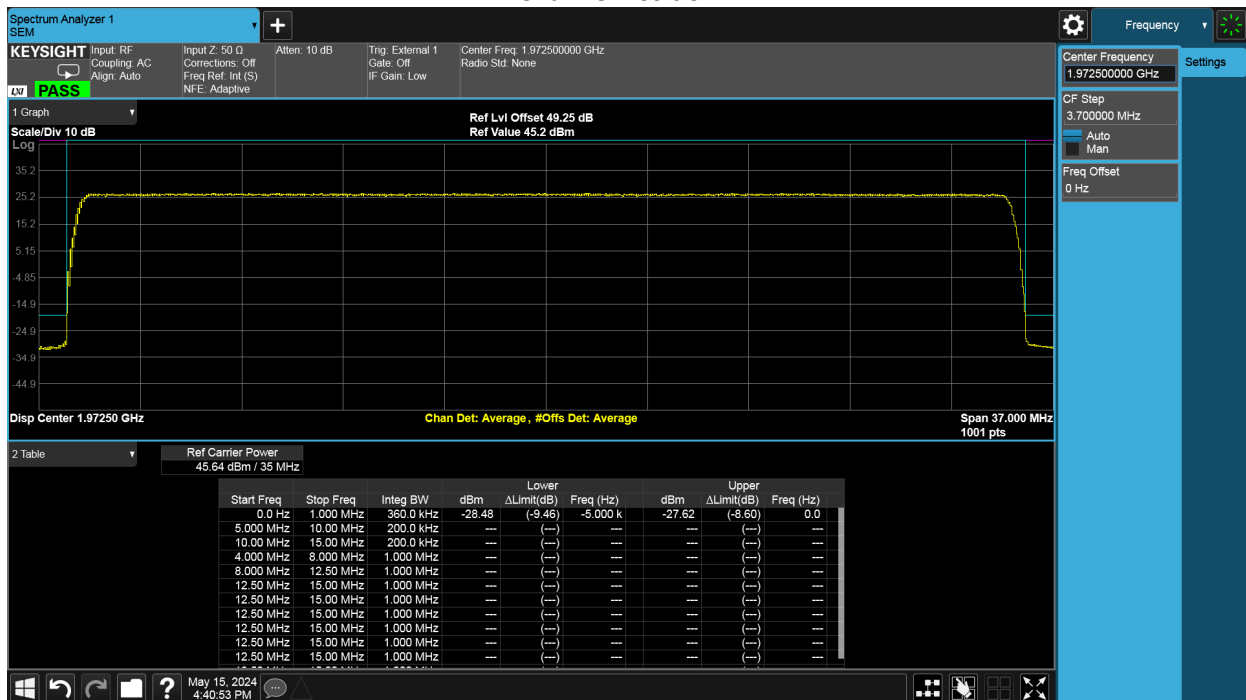 Spectrum Analyzer 1
SEM
Frequency
KEYSIGHT
Input: RF
Coupling: AC
Align: Auto
Input Z: 50 Ω
Corrections: Off
Freq Ref: Int (S)
NFE: Adaptive
Atten: 10 dB
Trig: External 1
Gate: Off
IF Gain: Low
Center Freq: 1.972500000 GHz
Radio Std: None
LXI
PASS
Center Frequency
1.972500000 GHz
Settings
CF Step
3.700000 MHz
Auto
Man
Freq Offset
0 Hz
1 Graph
Scale/Div 10 dB
Ref Lvl Offset 49.25 dB
Ref Value 45.2 dBm
Log
35.2
25.2
15.2
5.15
-4.85
-14.9
-24.9
-34.9
-44.9
Disp Center 1.97250 GHz
Chan Det: Average, #Offs Det: Average
Span 37.000 MHz
1001 pts
2 Table
Ref Carrier Power
45.64 dBm / 35 MHz
Lower Upper
Start Freq Stop Freq Integ BW dBm ΔLimit(dB) Freq (Hz) dBm ΔLimit(dB) Freq (Hz)
0.0 Hz 1.000 MHz 360.0 kHz -28.48 (-9.46) -5.000 k -27.62 (-8.60) 0.0
5.000 MHz 10.00 MHz 200.0 kHz --- (---) --- --- (---) ---
10.00 MHz 15.00 MHz 200.0 kHz --- (---) --- --- (---) ---
4.000 MHz 8.000 MHz 1.000 MHz --- (---) --- --- (---) ---
8.000 MHz 12.50 MHz 1.000 MHz --- (---) --- --- (---) ---
12.50 MHz 15.00 MHz 1.000 MHz --- (---) --- --- (---) ---
12.50 MHz 15.00 MHz 1.000 MHz --- (---) --- --- (---) ---
12.50 MHz 15.00 MHz 1.000 MHz --- (---) --- --- (---) ---
12.50 MHz 15.00 MHz 1.000 MHz --- (---) --- --- (---) ---
12.50 MHz 15.00 MHz 1.000 MHz --- (---) --- --- (---) ---
12.50 MHz 15.00 MHz 1.000 MHz --- (---) --- --- (---) ---
May 15, 2024
4:40:53 PM